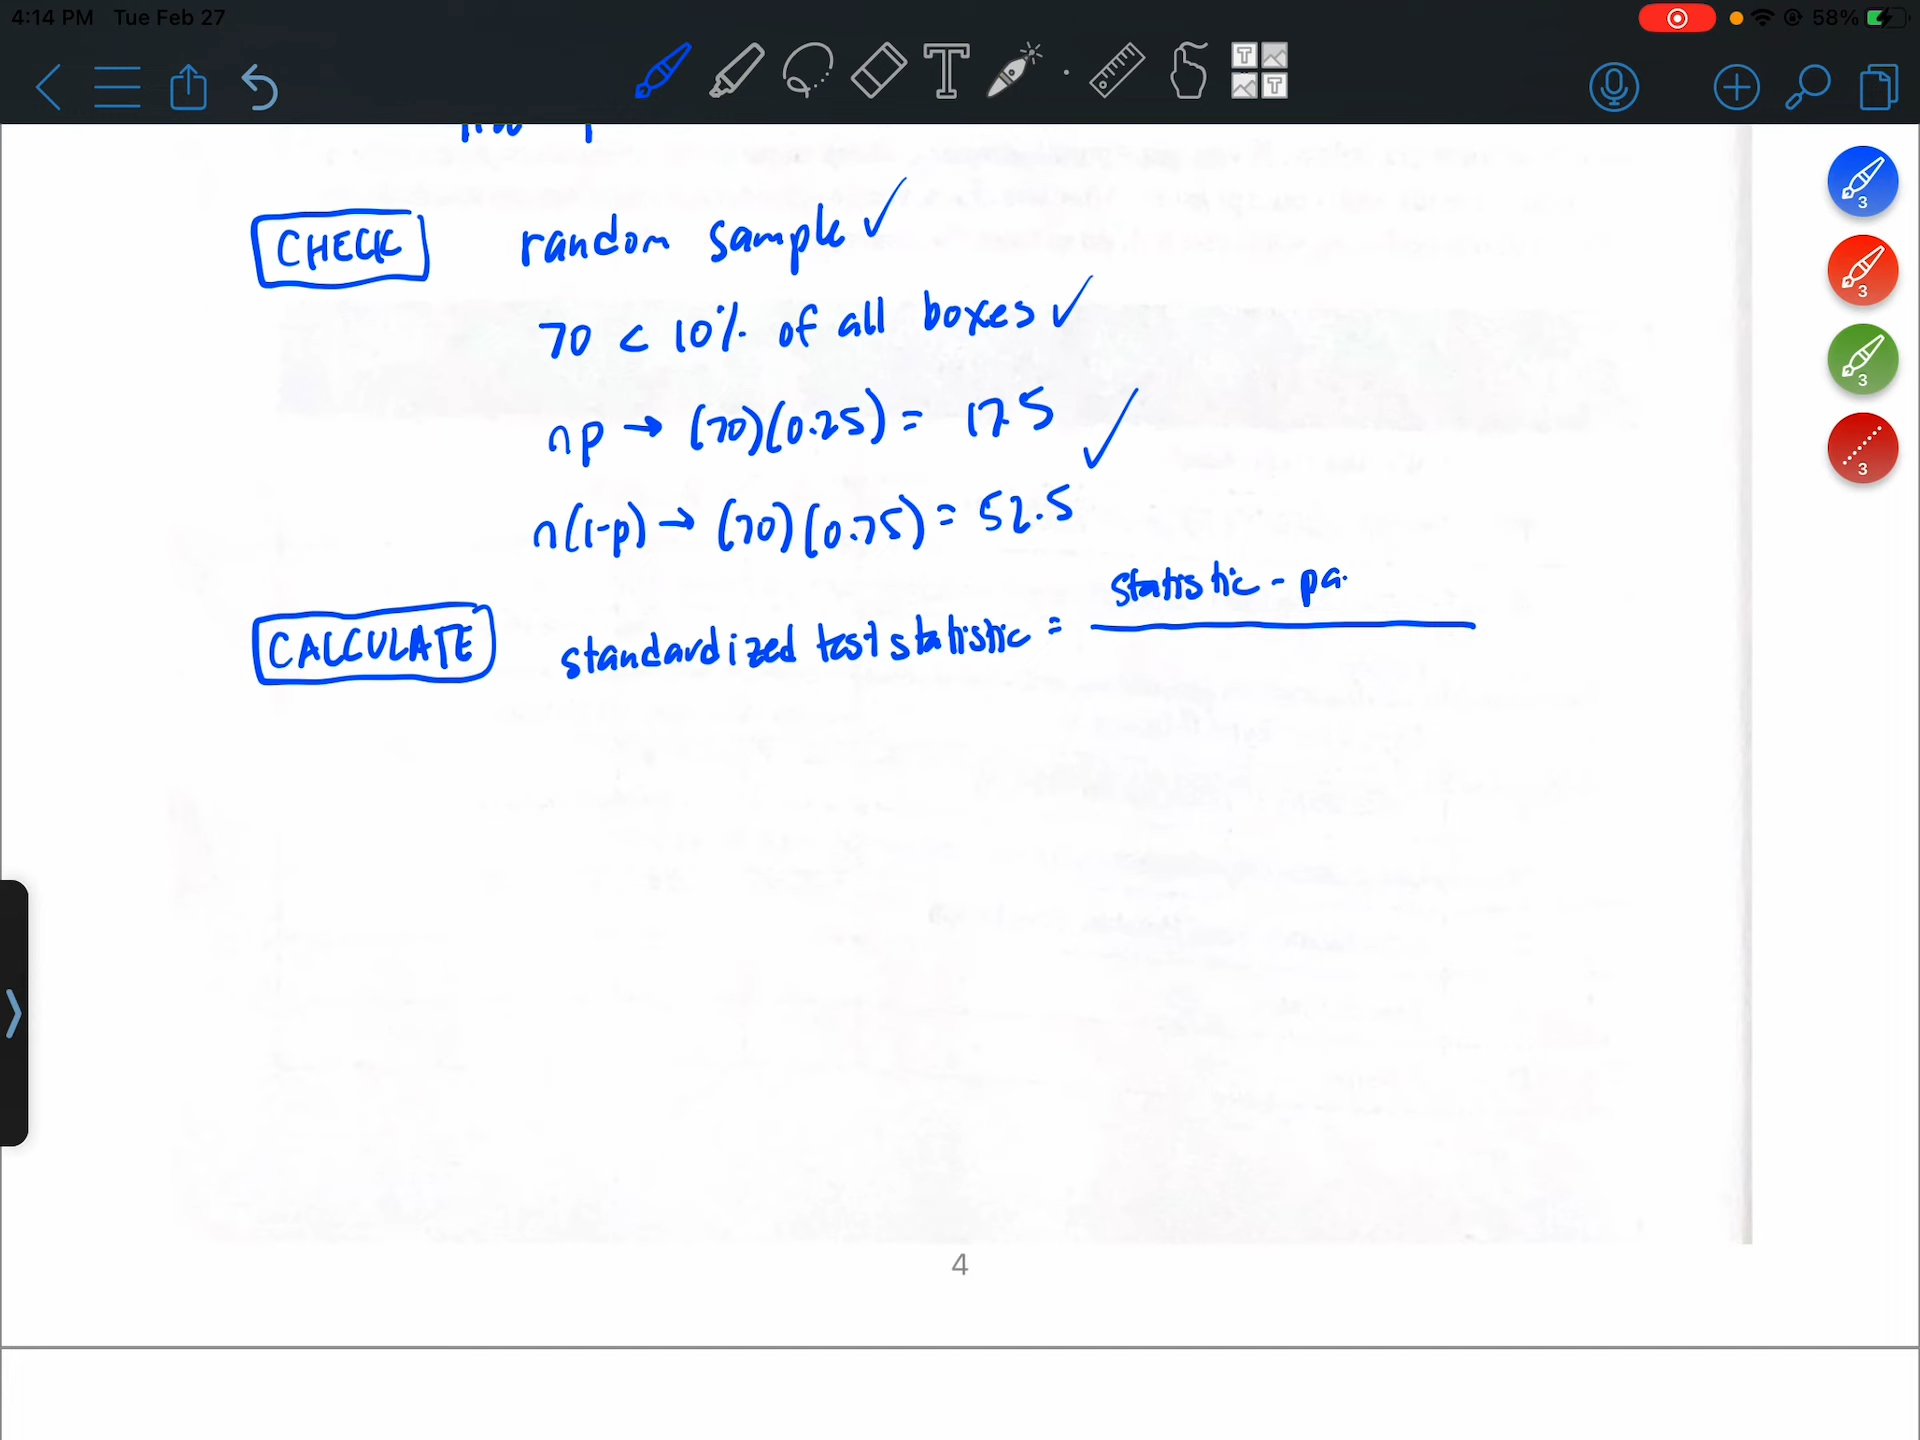 4:14 PM Tue Feb 27
58%
CHECK random sample ✓
70 < 10% of all boxes ✓
np → (70)(0.25) = 17.5 ✓
n(1-p) → (70)(0.75) = 52.5
statistic - pa
CALCULATE standardized test statistic =
4
3
3
3
3